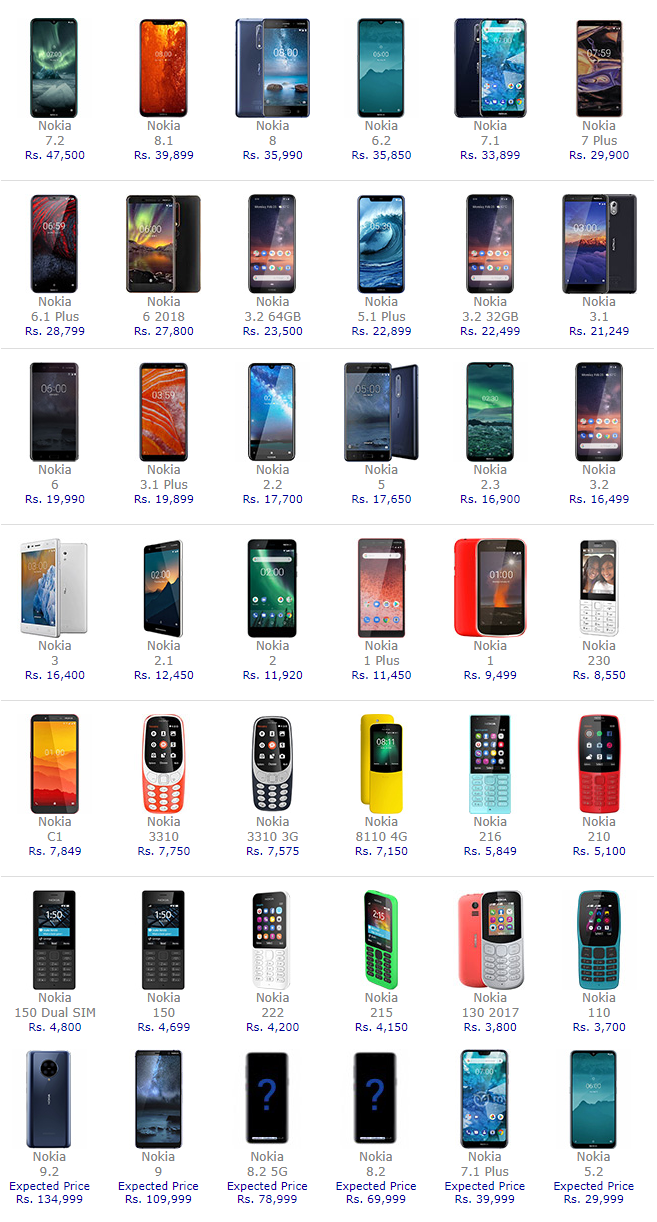 Nokia Nokia Nokia Nokia Nokia Nokia
7.2 8.1 8 6.2 7.1 7 Plus
Rs. 47,500 Rs. 39,899 Rs. 35,990 Rs. 35,850 Rs. 33,899 Rs. 29,900
Nokia Nokia Nokia Nokia Nokia Nokia
6.1 Plus 6 2018 3.2 64GB 5.1 Plus 3.2 32GB 3.1
Rs. 28,799 Rs. 27,800 Rs. 23,500 Rs. 22,899 Rs. 22,499 Rs. 21,249
Nokia Nokia Nokia Nokia Nokia Nokia
6 3.1 Plus 2.2 5 2.3 3.2
Rs. 19,990 Rs. 19,899 Rs. 17,700 Rs. 17,650 Rs. 16,900 Rs. 16,499
Nokia Nokia Nokia Nokia Nokia Nokia
3 2.1 2 1 Plus 1 230
Rs. 16,400 Rs. 12,450 Rs. 11,920 Rs. 11,450 Rs. 9,499 Rs. 8,550
Nokia Nokia Nokia Nokia Nokia Nokia
C1 3310 3310 3G 8110 4G 216 210
Rs. 7,849 Rs. 7,750 Rs. 7,575 Rs. 7,150 Rs. 5,849 Rs. 5,100
Nokia Nokia Nokia Nokia Nokia Nokia
150 Dual SIM 150 222 215 130 2017 110
Rs. 4,800 Rs. 4,699 Rs. 4,200 Rs. 4,150 Rs. 3,800 Rs. 3,700
? ?
Nokia Nokia Nokia Nokia Nokia Nokia
9.2 9 8.2 5G 8.2 7.1 Plus 5.2
Expected Price Expected Price Expected Price Expected Price Expected Price Expected Price
Rs. 134,999 Rs. 109,999 Rs. 78,999 Rs. 69,999 Rs. 39,999 Rs. 29,999